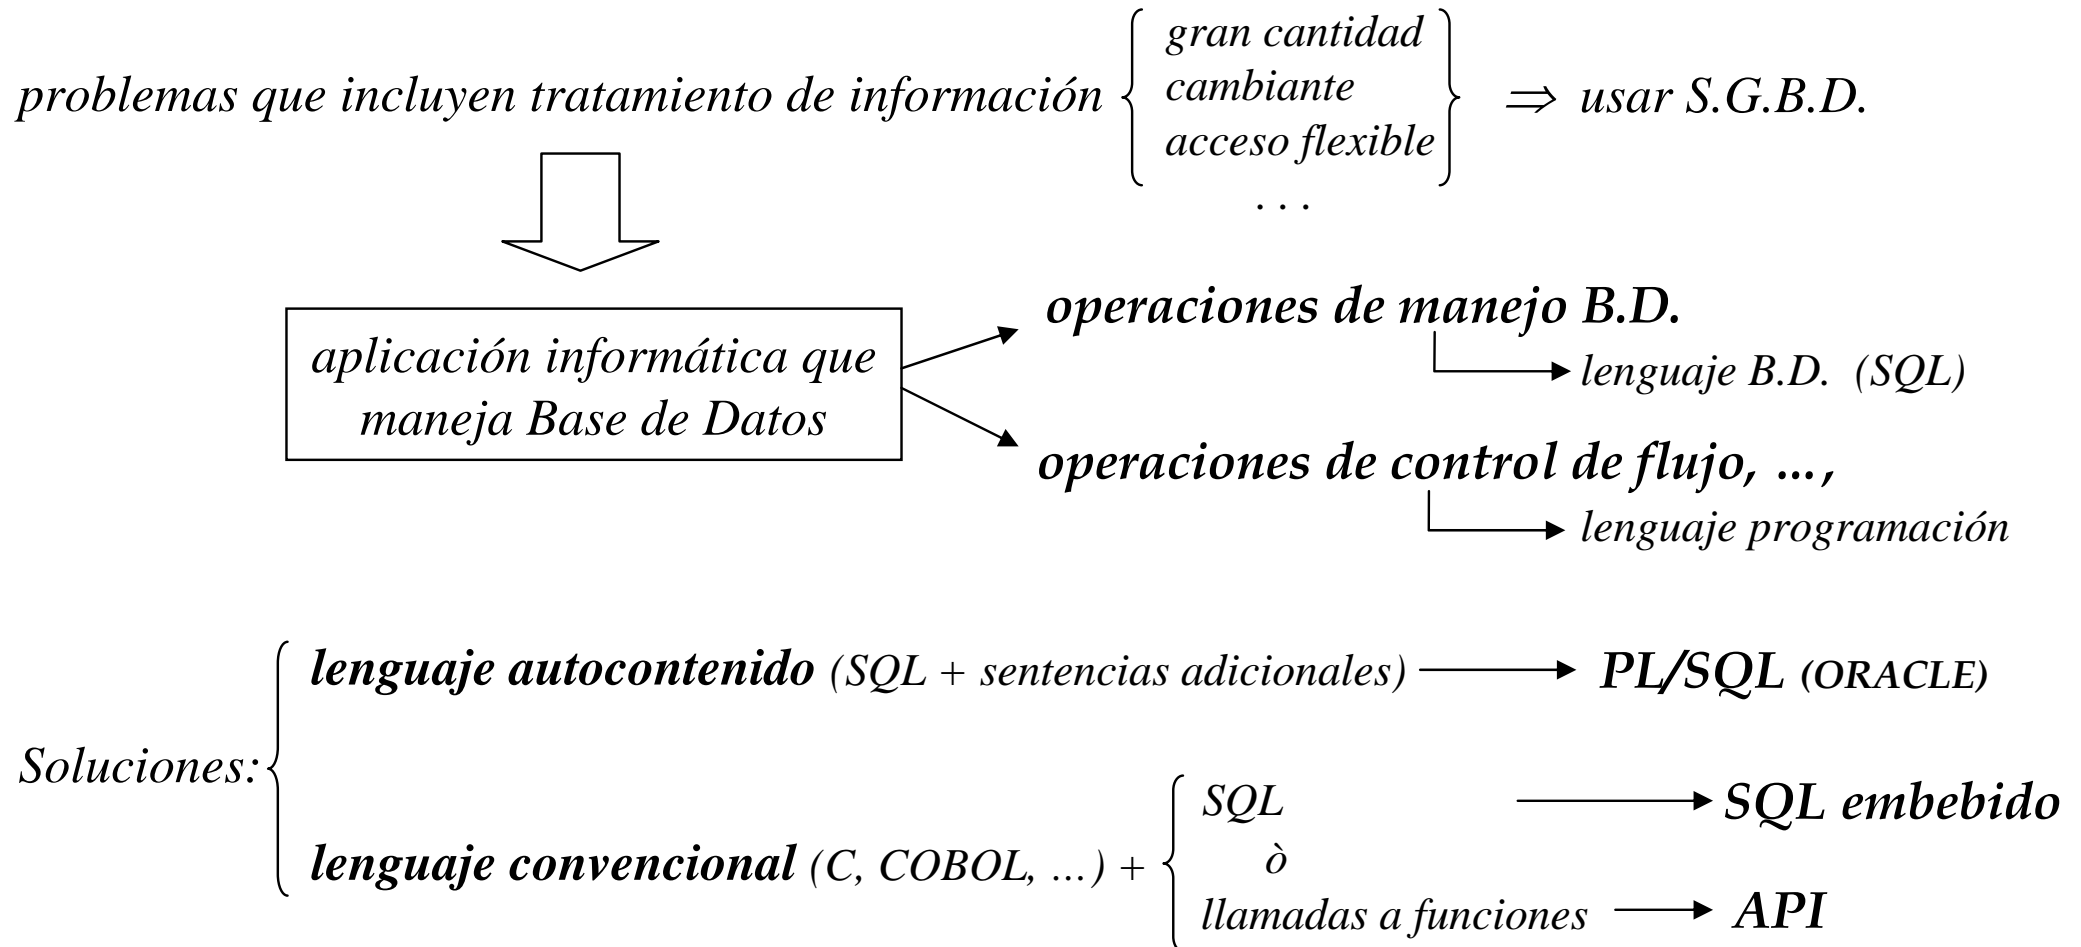 gran cantidad
problemas que incluyen tratamiento de información cambiante ⇒ usar S.G.B.D.
acceso flexible
. . .
operaciones de manejo B.D.
aplicación informática que
maneja Base de Datos
lenguaje B.D. (SQL)
operaciones de control de flujo, ...,
lenguaje programación
lenguaje autocontenido (SQL + sentencias adicionales) PL/SQL (ORACLE)
Soluciones:
SQL SQL embebido
lenguaje convencional (C, COBOL, ...) + ò
llamadas a funciones API